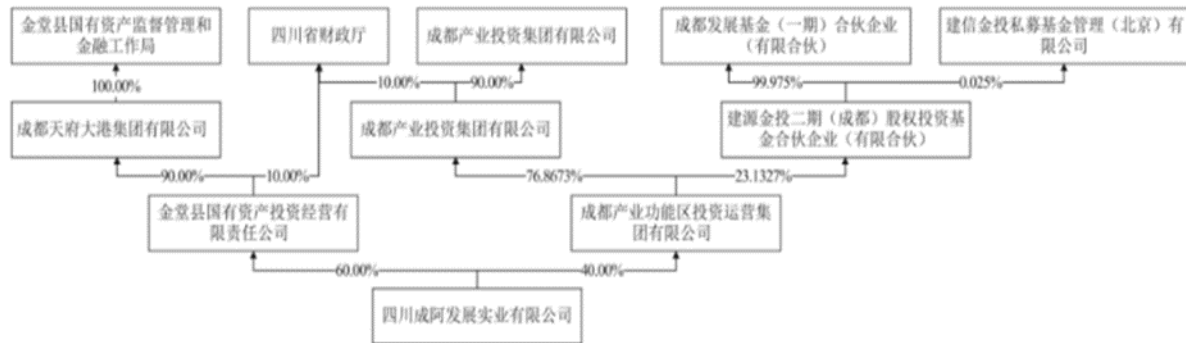 金堂县国有资产监督管理和
金融工作局
四川省财政厅
成都产业投资集团有限公司
成都发展基金（一期）合伙企业
（有限合伙）
建信金投私募基金管理（北京）有
限公司
100.00%
10.00%
90.00%
99.975%
0.025%
成都天府大港集团有限公司
成都产业投资集团有限公司
建源金投二期（成都）股权投资基
金合伙企业（有限合伙）
90.00%
10.00%
76.8673%
23.1327%
金堂县国有资产投资经营有
限责任公司
成都产业功能区投资运营集
团有限公司
60.00%
40.00%
四川成阿发展实业有限公司